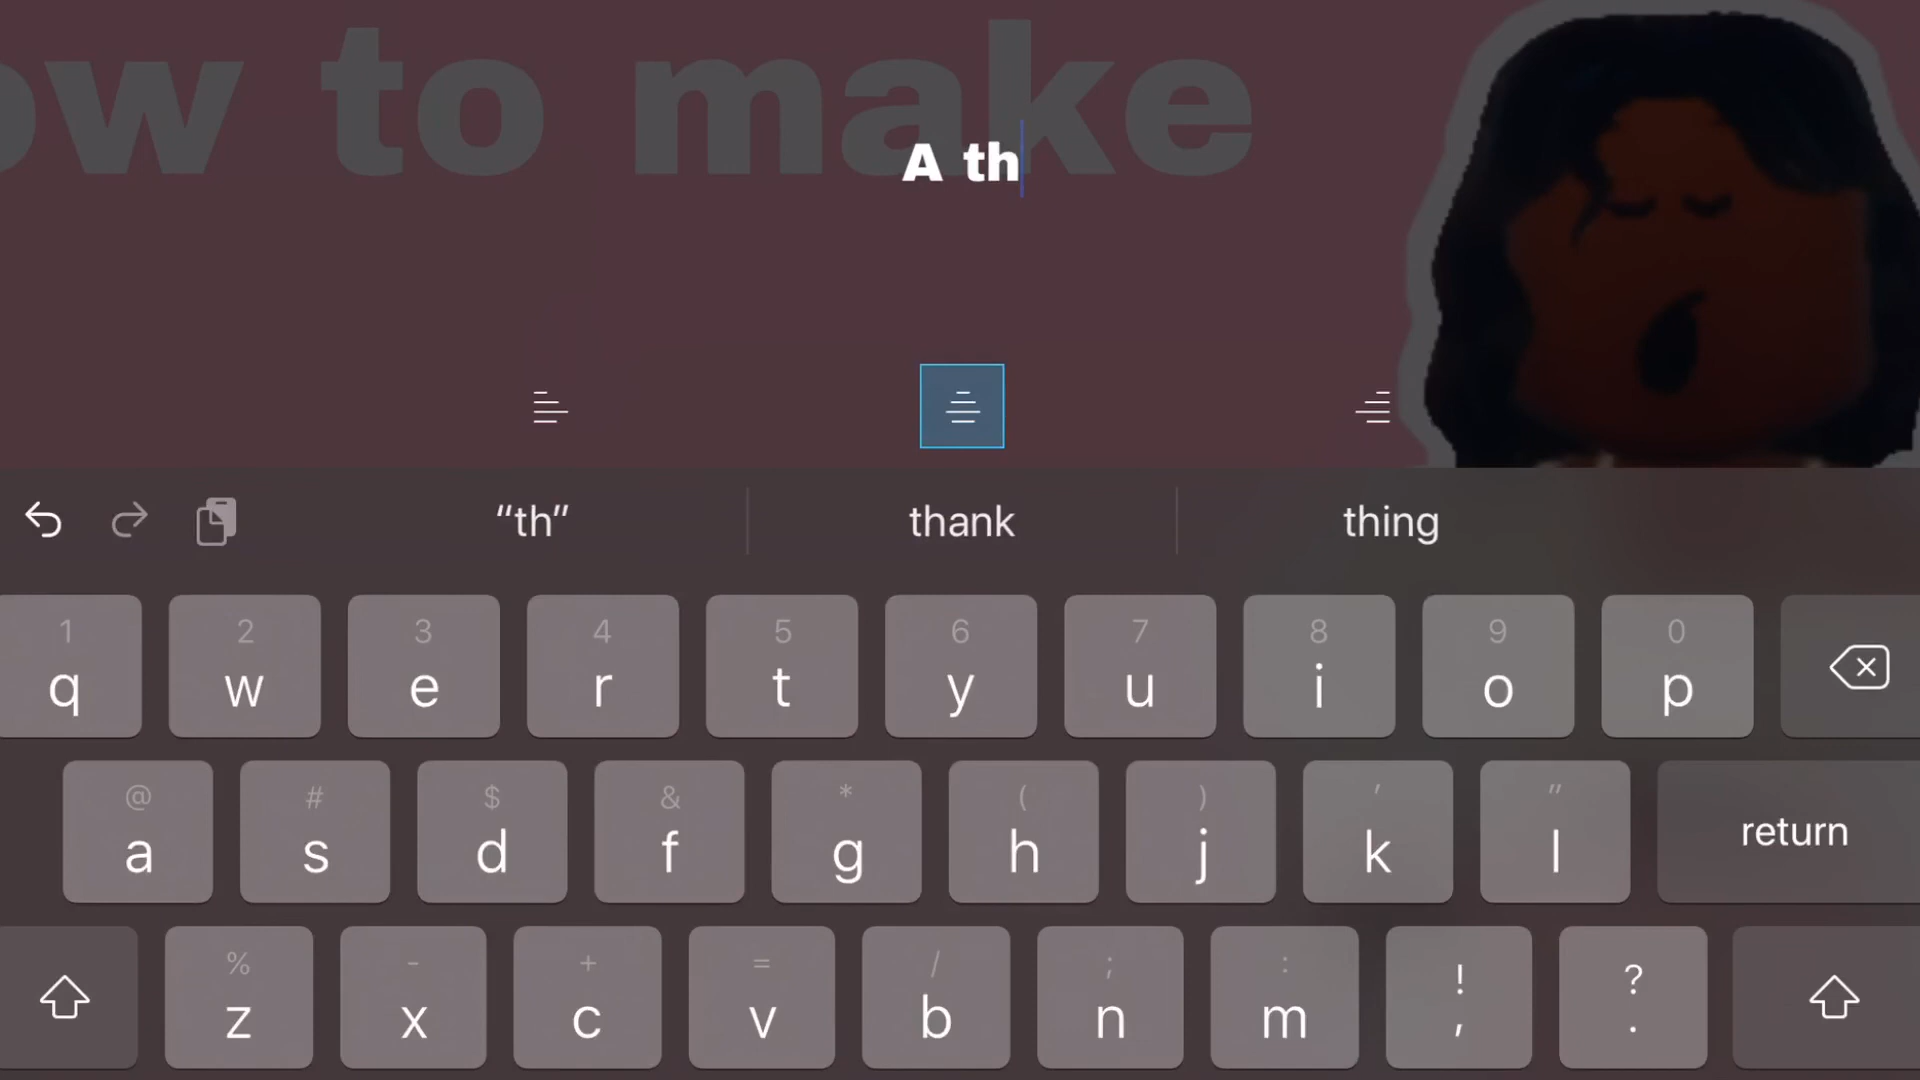 ow to make
A th
“th” thank thing
1 2 3 4 5 6 7 8 9 0
q w e r t y u i o p
@ # $ & * ( ) ' "
a s d f g h j k l return
% - + = / ; : ! ?
z x c v b n m , .